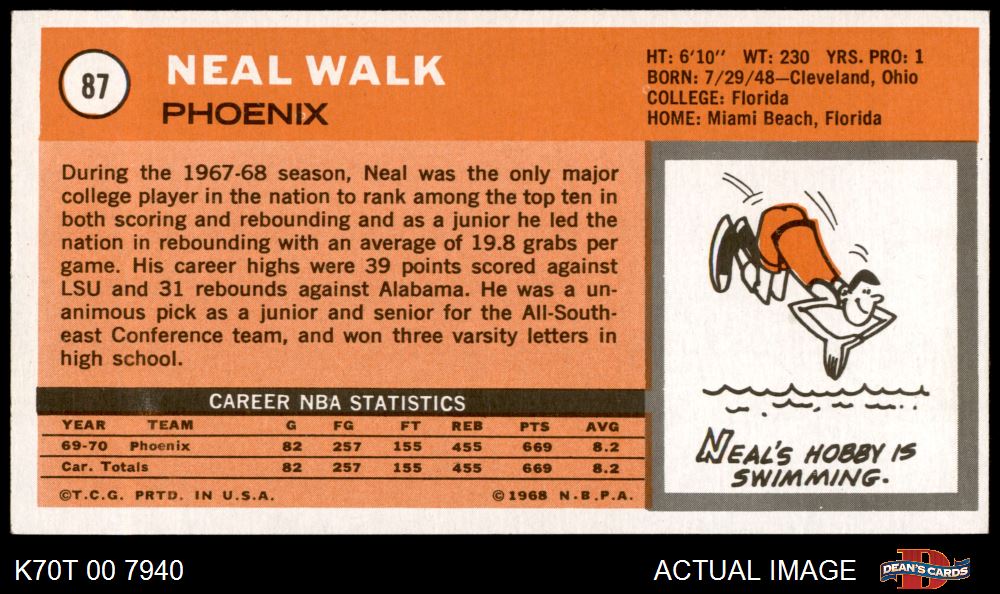 87
NEAL WALK
PHOENIX
HT: 6'10" WT: 230 YRS. PRO: 1
BORN: 7/29/48—Cleveland, Ohio
COLLEGE: Florida
HOME: Miami Beach, Florida
During the 1967-68 season, Neal was the only major
college player in the nation to rank among the top ten in
both scoring and rebounding and as a junior he led the
nation in rebounding with an average of 19.8 grabs per
game. His career highs were 39 points scored against
LSU and 31 rebounds against Alabama. He was a un-
animous pick as a junior and senior for the All-South-
east Conference team, and won three varsity letters in
high school.
CAREER NBA STATISTICS
YEAR TEAM G FG FT REB PTS AVG
69-70 Phoenix 82 257 155 455 669 8.2
Car. Totals 82 257 155 455 669 8.2
©T.C.G. PRTD. IN U.S.A. ©1968 N.B.P.A.
NEAL'S HOBBY IS
SWIMMING.
K70T 00 7940
ACTUAL IMAGE
D
DEAN'S CARDS